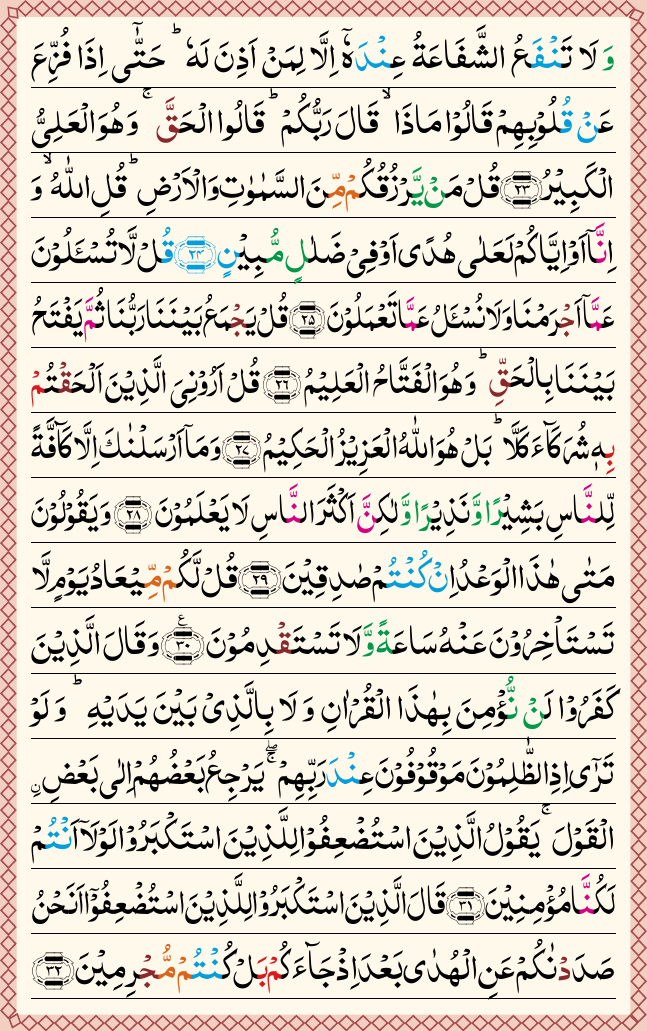 وَلَا تَنْفَعُ الشَّفَاعَةُ عِنْدَهٗۤ اِلَّا لِمَنْ اَذِنَ لَهٗ ؕ حَتّٰۤى اِذَا فُزِّعَ
عَنْ قُلُوْبِهِمْ قَالُوْا مَاذَا ۙ قَالَ رَبُّكُمْ ؕ قَالُوا الْحَقَّ ۚ وَهُوَ الْعَلِىُّ
الْكَبِيْرُ ﴿۲۳﴾ قُلْ مَنْ يَّرْزُقُكُمْ مِّنَ السَّمٰوٰتِ وَالْاَرْضِ ؕ قُلِ اللّٰهُ ۙ وَ
اِنَّاۤ اَوْ اِيَّاكُمْ لَعَلٰى هُدًى اَوْ فِىْ ضَلٰلٍ مُّبِيْنٍ ﴿۲۴﴾ قُلْ لَّا تُسْـَٔلُوْنَ
عَمَّاۤ اَجْرَمْنَا وَلَا نُسْـَٔلُ عَمَّا تَعْمَلُوْنَ ﴿۲۵﴾ قُلْ يَجْمَعُ بَيْنَنَا رَبُّنَا ثُمَّ يَفْتَحُ
بَيْنَنَا بِالْحَقِّ ؕ وَهُوَ الْفَتَّاحُ الْعَلِيْمُ ﴿۲۶﴾ قُلْ اَرُوْنِىَ الَّذِيْنَ اَلْحَقْتُمْ
بِهٖ شُرَكَآءَ كَلَّا ؕ بَلْ هُوَ اللّٰهُ الْعَزِيْزُ الْحَكِيْمُ ﴿۲۷﴾ وَمَاۤ اَرْسَلْنٰكَ اِلَّا كَآفَّةً
لِّلنَّاسِ بَشِيْرًا وَّنَذِيْرًا وَّلٰكِنَّ اَكْثَرَ النَّاسِ لَا يَعْلَمُوْنَ ﴿۲۸﴾ وَيَقُوْلُوْنَ
مَتٰى هٰذَا الْوَعْدُ اِنْ كُنْتُمْ صٰدِقِيْنَ ﴿۲۹﴾ قُلْ لَّكُمْ مِّيْعَادُ يَوْمٍ لَّا
تَسْتَاْخِرُوْنَ عَنْهُ سَاعَةً وَّلَا تَسْتَقْدِمُوْنَ ﴿۳۰﴾ ع وَقَالَ الَّذِيْنَ
كَفَرُوْا لَنْ نُّؤْمِنَ بِهٰذَا الْقُرْاٰنِ وَلَا بِالَّذِىْ بَيْنَ يَدَيْهِ ؕ وَلَوْ
تَرٰٓى اِذِ الظّٰلِمُوْنَ مَوْقُوْفُوْنَ عِنْدَ رَبِّهِمْ ۖۚ يَرْجِعُ بَعْضُهُمْ اِلٰى بَعْضِ ۨ
الْقَوْلَ ۚ يَقُوْلُ الَّذِيْنَ اسْتُضْعِفُوْا لِلَّذِيْنَ اسْتَكْبَرُوْا لَوْلَاۤ اَنْتُمْ
لَكُنَّا مُؤْمِنِيْنَ ﴿۳۱﴾ قَالَ الَّذِيْنَ اسْتَكْبَرُوْا لِلَّذِيْنَ اسْتُضْعِفُوْۤا اَنَحْنُ
صَدَدْنٰكُمْ عَنِ الْهُدٰى بَعْدَ اِذْ جَآءَكُمْ بَلْ كُنْتُمْ مُّجْرِمِيْنَ ﴿۳۲﴾